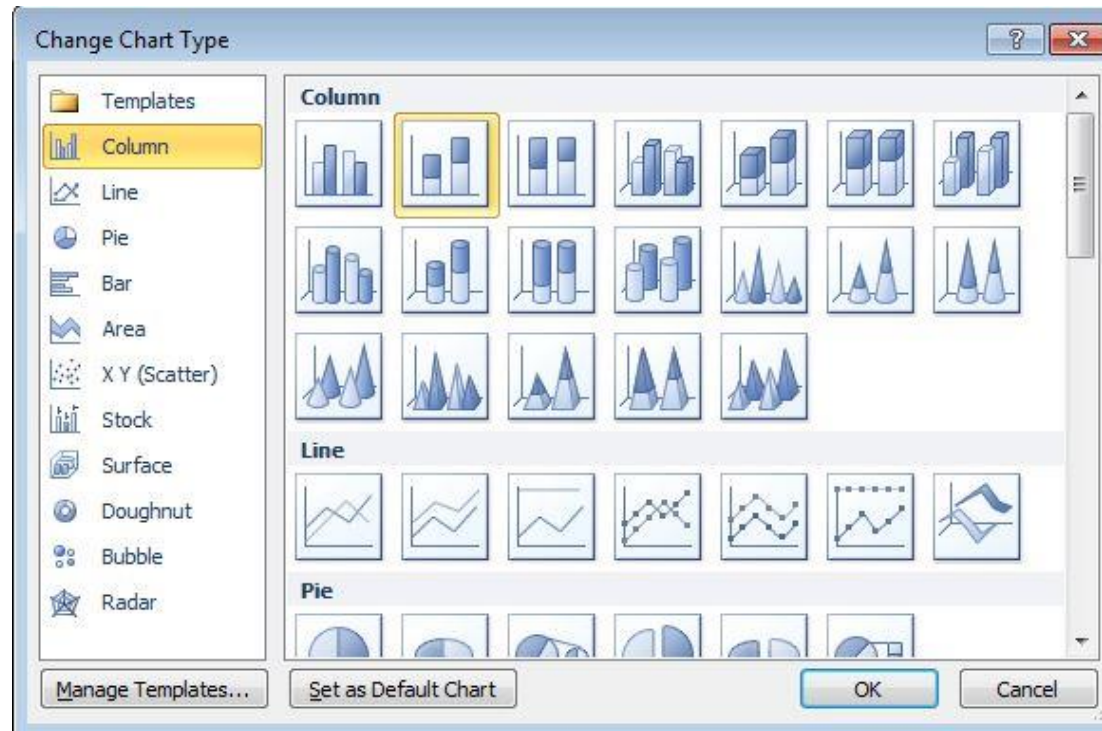 Change Chart Type
Templates
Column
Line
Pie
Bar
Area
X Y (Scatter)
Stock
Surface
Doughnut
Bubble
Radar
Column
Line
Pie
Manage Templates...
Set as Default Chart
OK
Cancel